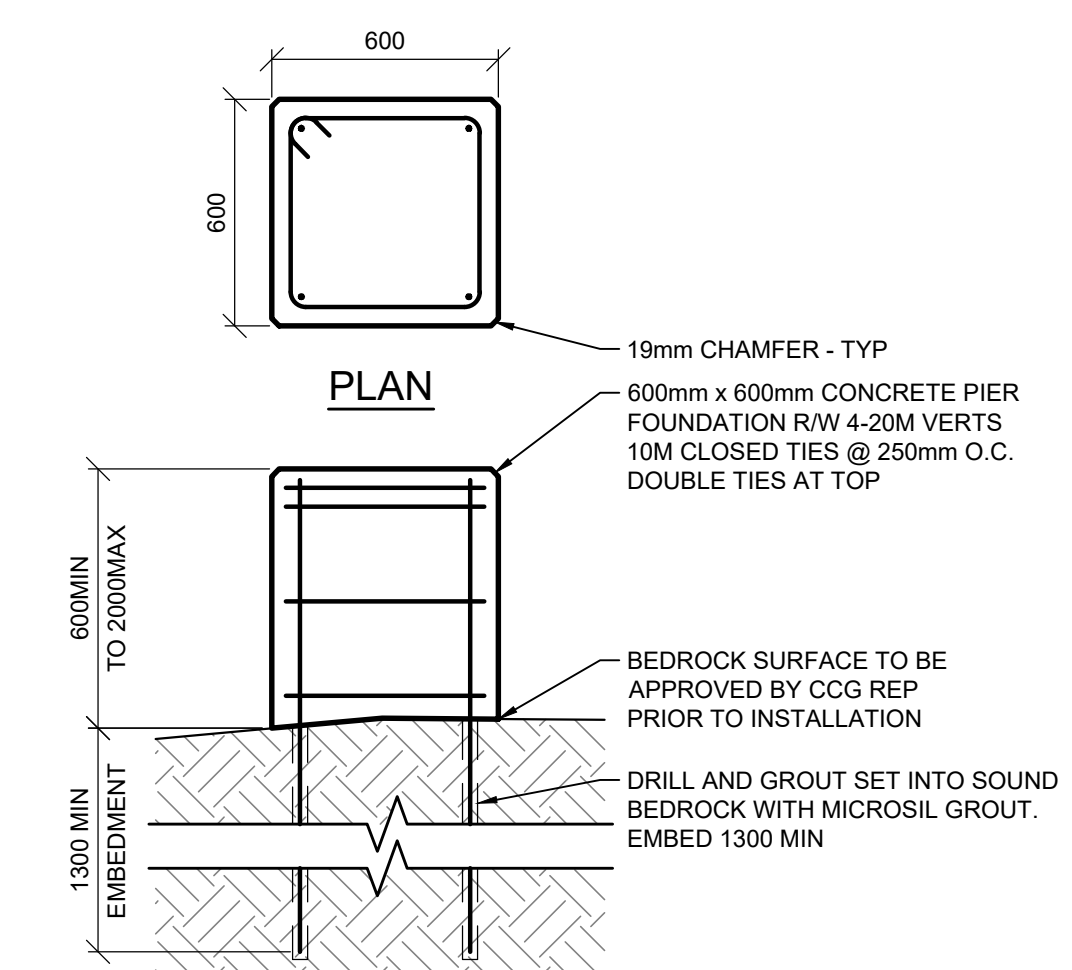 600
600
19mm CHAMFER - TYP
PLAN
600mm x 600mm CONCRETE PIER
FOUNDATION R/W 4-20M VERTS
10M CLOSED TIES @ 250mm O.C.
DOUBLE TIES AT TOP
600MIN
TO 2000MAX
BEDROCK SURFACE TO BE
APPROVED BY CCG REP
PRIOR TO INSTALLATION
1300 MIN
EMBEDMENT
DRILL AND GROUT SET INTO SOUND
BEDROCK WITH MICROSIL GROUT.
EMBED 1300 MIN